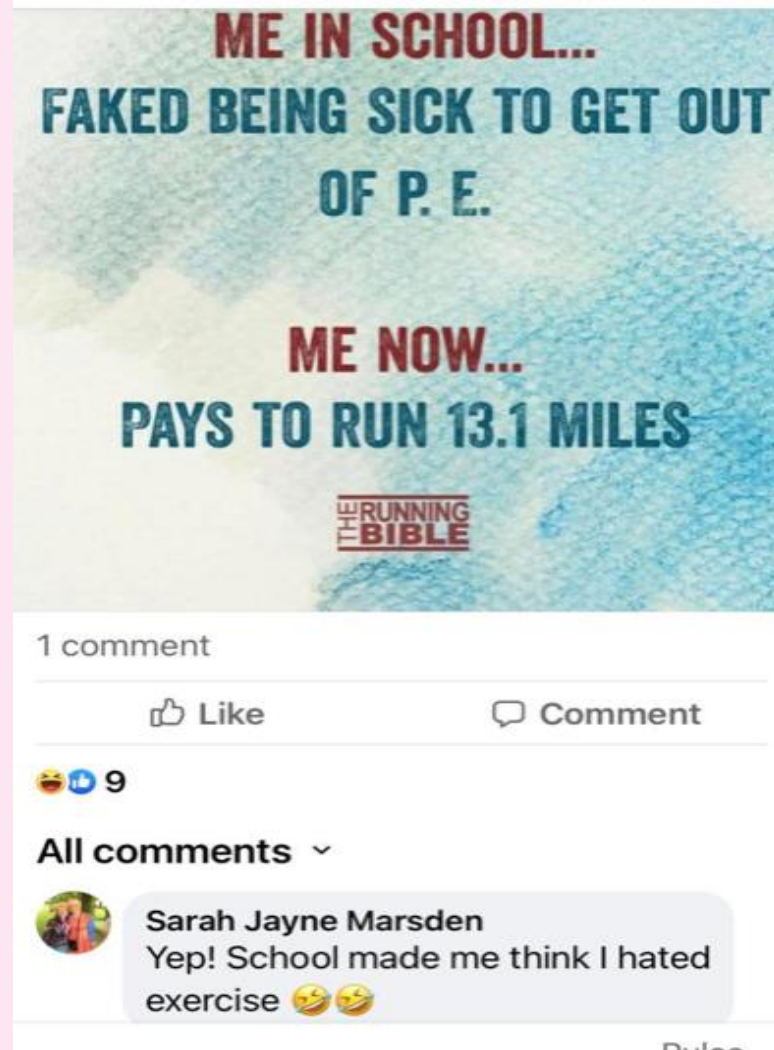 ME IN SCHOOL...
FAKED BEING SICK TO GET OUT
OF P. E.
ME NOW...
PAYS TO RUN 13.1 MILES
THE RUNNING
BIBLE
1 comment
Like Comment
9
All comments
Sarah Jayne Marsden
Yep! School made me think I hated
exercise 🤣🤣